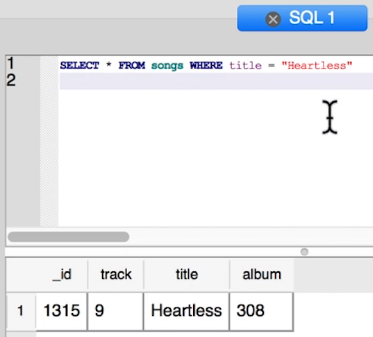 SQL 1
1 SELECT * FROM songs WHERE title = "Heartless"
2
_id track title album
1 1315 9 Heartless 308